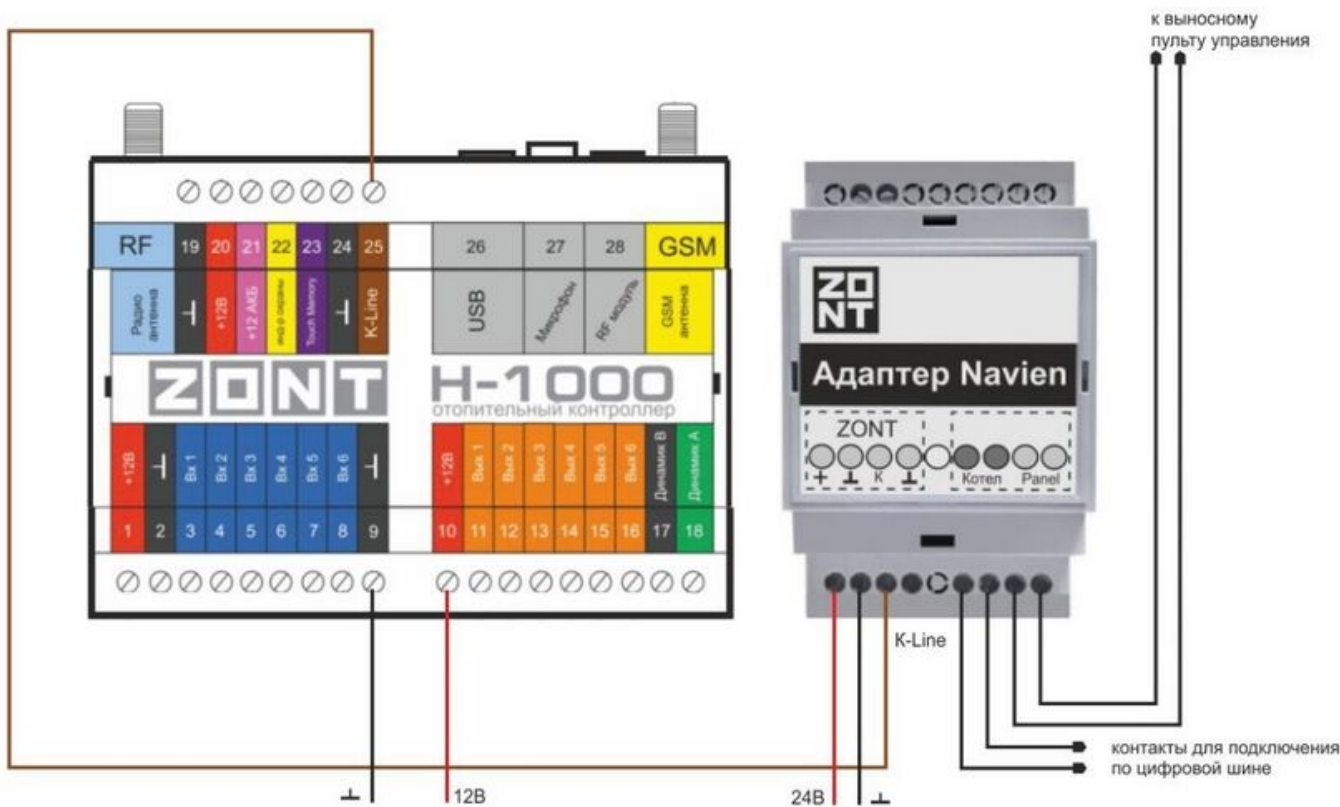 к выносному
пульту управления
RF 19 20 21 22 23 24 25 26 27 28 GSM
Радио антенна
⊥
+12В
+12 АКБ
инд-р охраны
Touch Memory
⊥
K-Line
USB
Микрофон
RF модуль
GSM антенна
ZONT H-1000
отопительный контроллер
+12В
⊥
Вх 1
Вх 2
Вх 3
Вх 4
Вх 5
Вх 6
⊥
+12В
Вых 1
Вых 2
Вых 3
Вых 4
Вых 5
Вых 6
Динамик В
Динамик А
1 2 3 4 5 6 7 8 9 10 11 12 13 14 15 16 17 18
ZONT
Адаптер Navien
ZONT
+ ⊥ К ⊥ Котел Panel
K-Line
контакты для подключения
по цифровой шине
⊥ 12В 24В ⊥